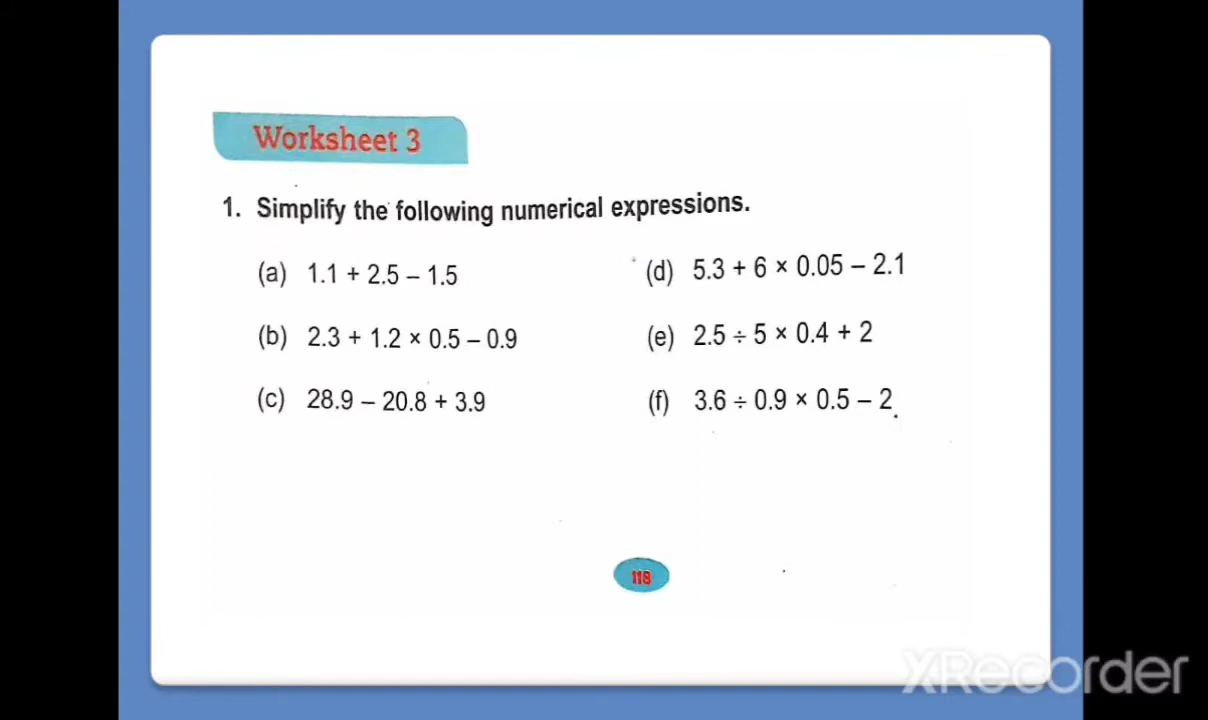 Worksheet 3
1. Simplify the following numerical expressions.
(a) 1.1 + 2.5 – 1.5
(d) 5.3 + 6 × 0.05 – 2.1
(b) 2.3 + 1.2 × 0.5 – 0.9
(e) 2.5 ÷ 5 × 0.4 + 2
(c) 28.9 – 20.8 + 3.9
(f) 3.6 ÷ 0.9 × 0.5 – 2
118
XRecorder